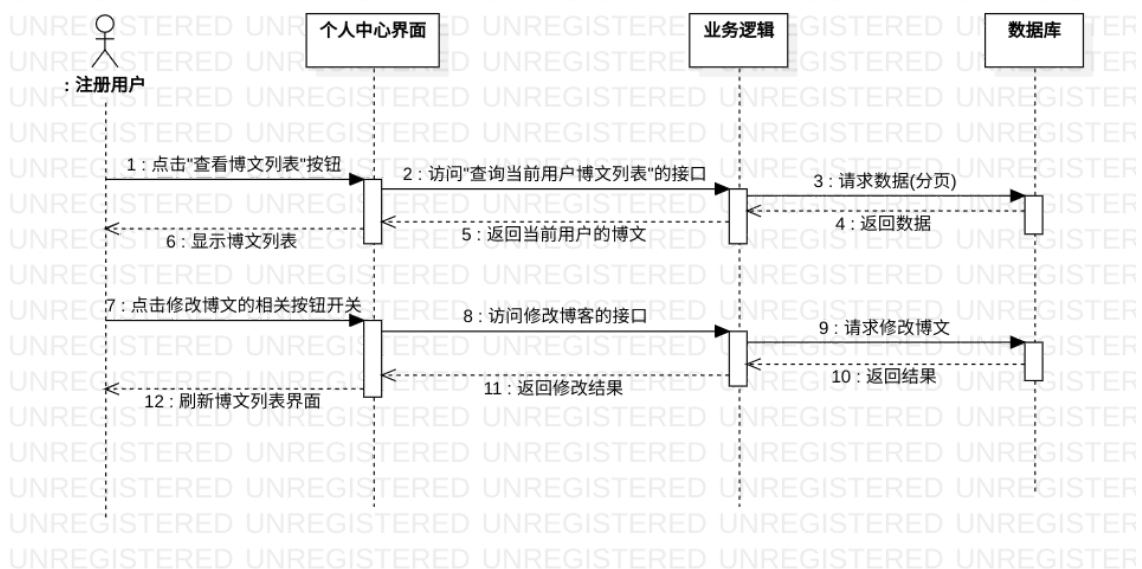 个人中心界面
业务逻辑
数据库
: 注册用户
1 : 点击"查看博文列表"按钮
2 : 访问"查询当前用户博文列表"的接口
3 : 请求数据(分页)
4 : 返回数据
5 : 返回当前用户的博文
6 : 显示博文列表
7 : 点击修改博文的相关按钮开关
8 : 访问修改博客的接口
9 : 请求修改博文
10 : 返回结果
11 : 返回修改结果
12 : 刷新博文列表界面
UNREGISTERED UNREGISTERED UNREGISTERED UNREGISTERED UNREGISTER